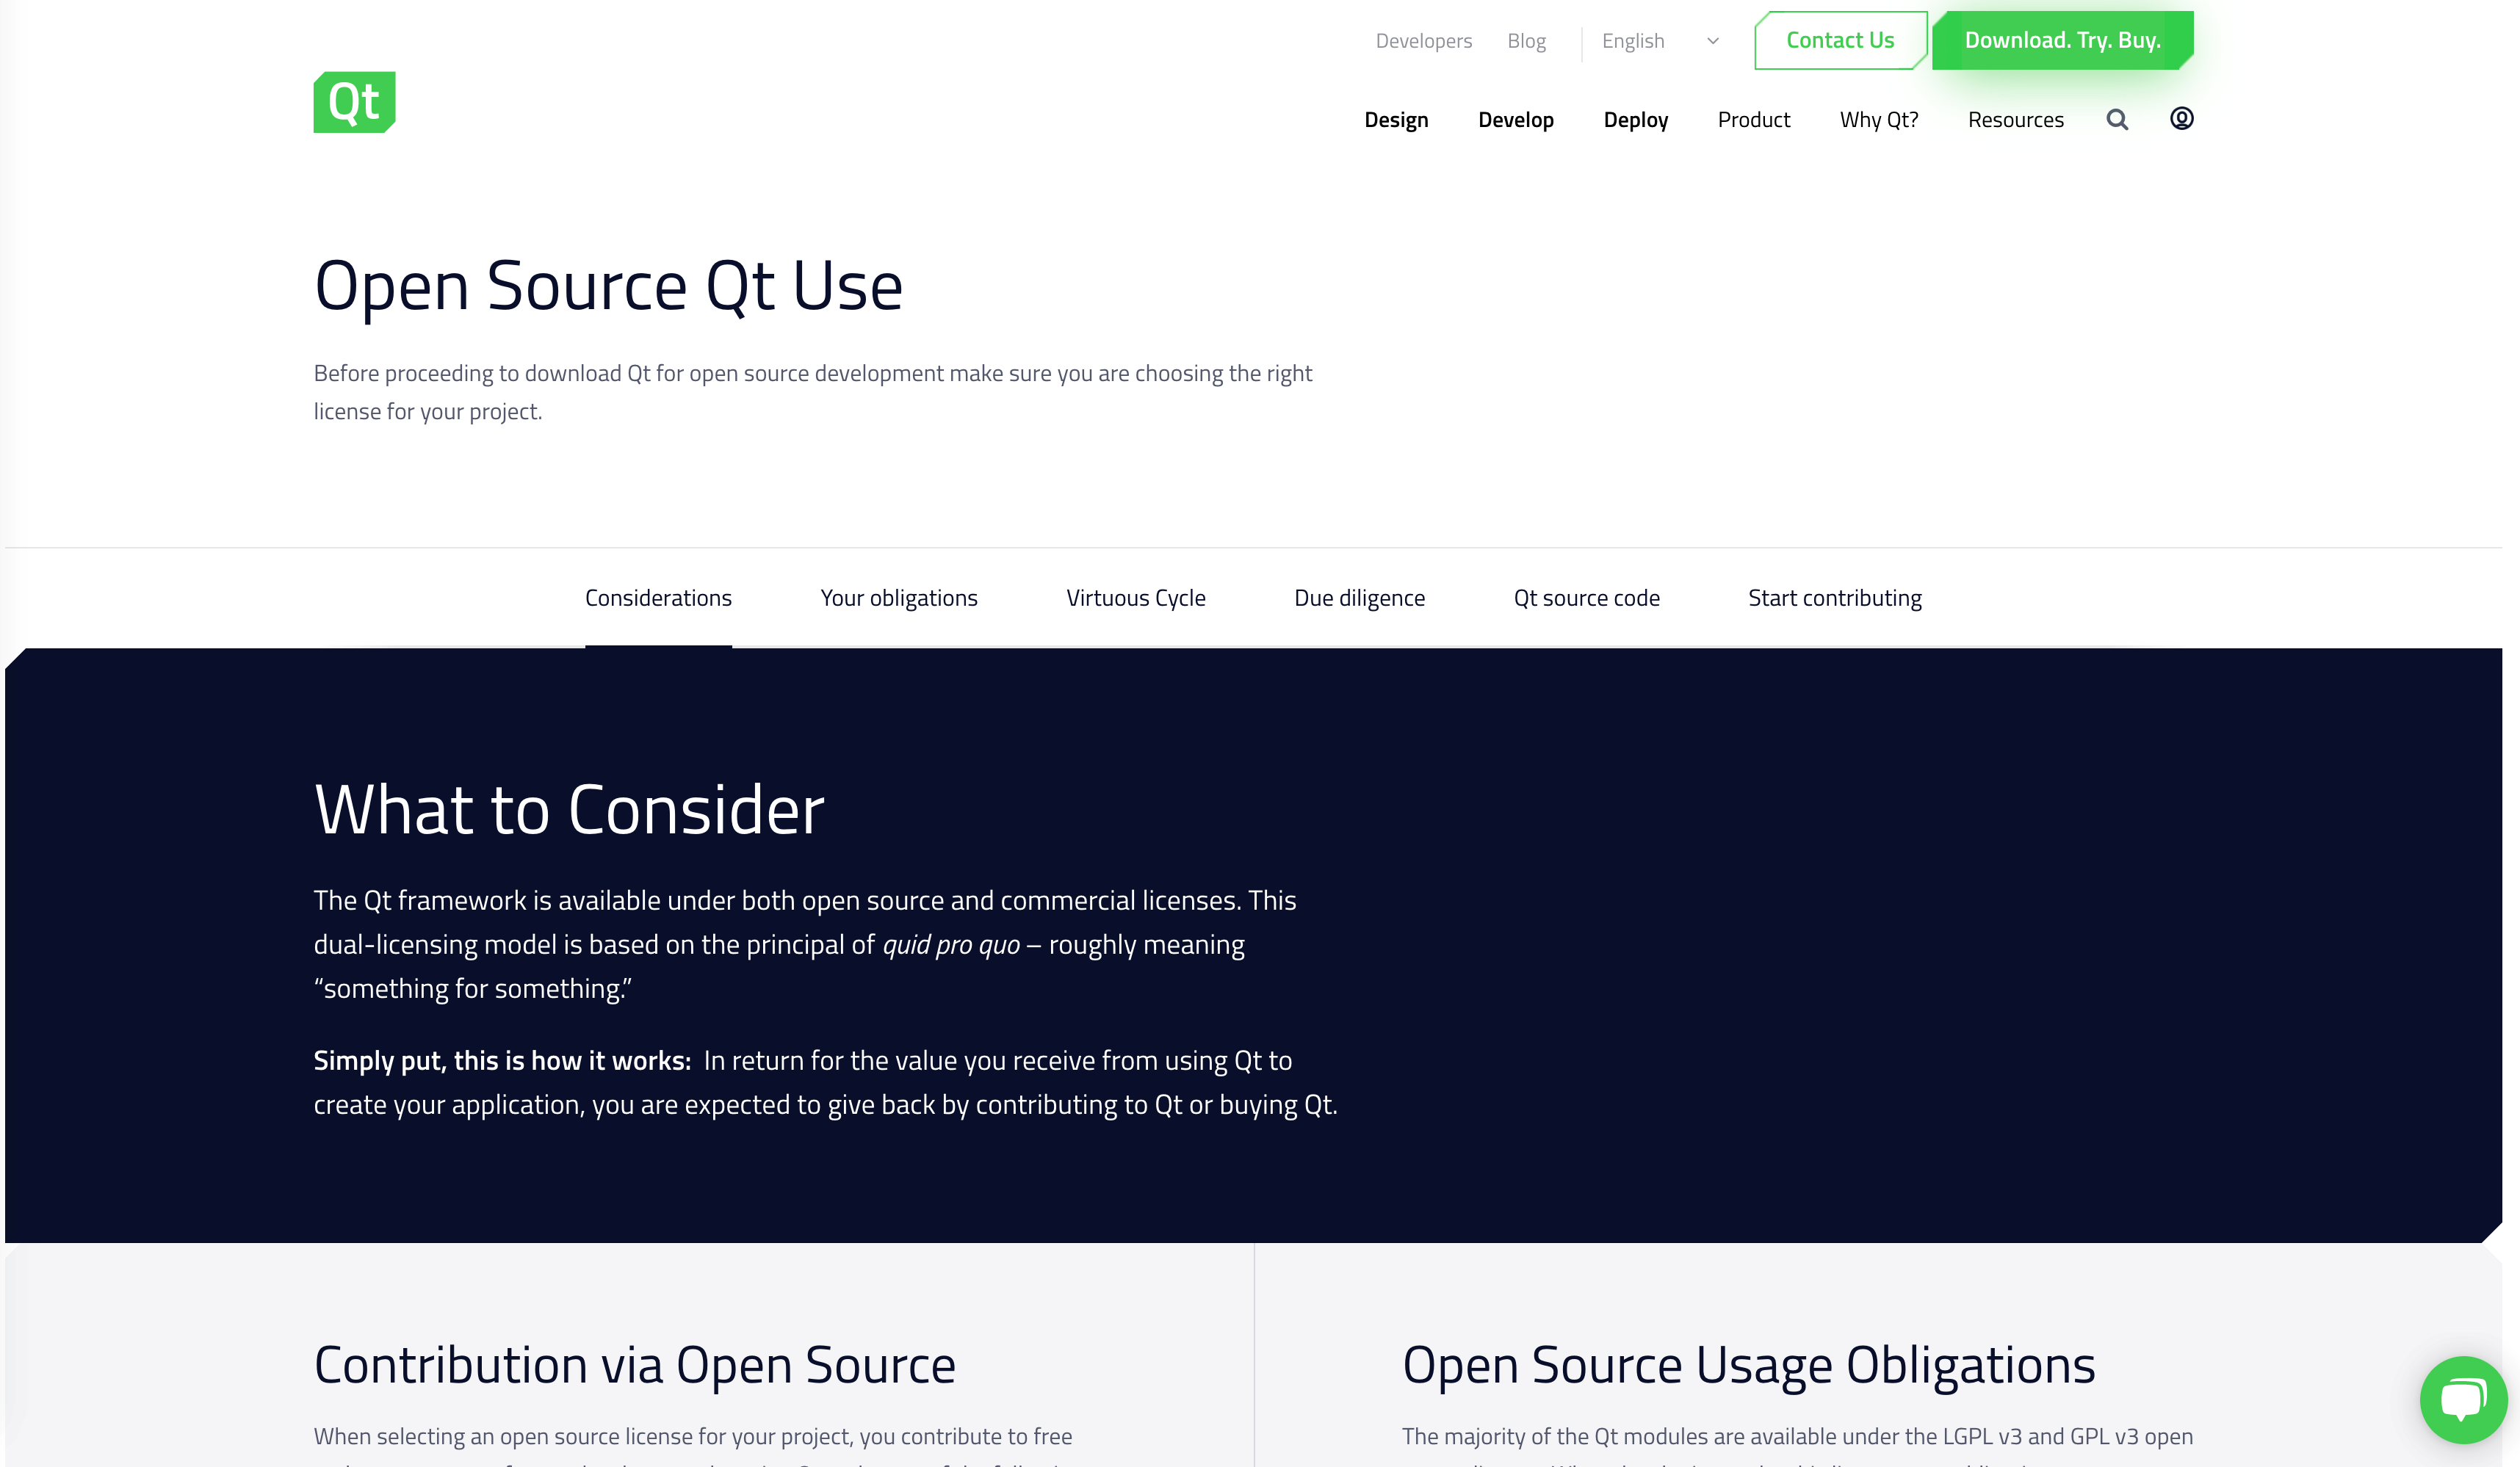 Developers
Blog
English
Contact Us
Download. Try. Buy.
Qt
Design
Develop
Deploy
Product
Why Qt?
Resources
Open Source Qt Use
Before proceeding to download Qt for open source development make sure you are choosing the right
license for your project.
Considerations
Your obligations
Virtuous Cycle
Due diligence
Qt source code
Start contributing
What to Consider
The Qt framework is available under both open source and commercial licenses. This
dual-licensing model is based on the principal of quid pro quo – roughly meaning
“something for something.”
Simply put, this is how it works: In return for the value you receive from using Qt to
create your application, you are expected to give back by contributing to Qt or buying Qt.
Contribution via Open Source
When selecting an open source license for your project, you contribute to free
Open Source Usage Obligations
The majority of the Qt modules are available under the LGPL v3 and GPL v3 open